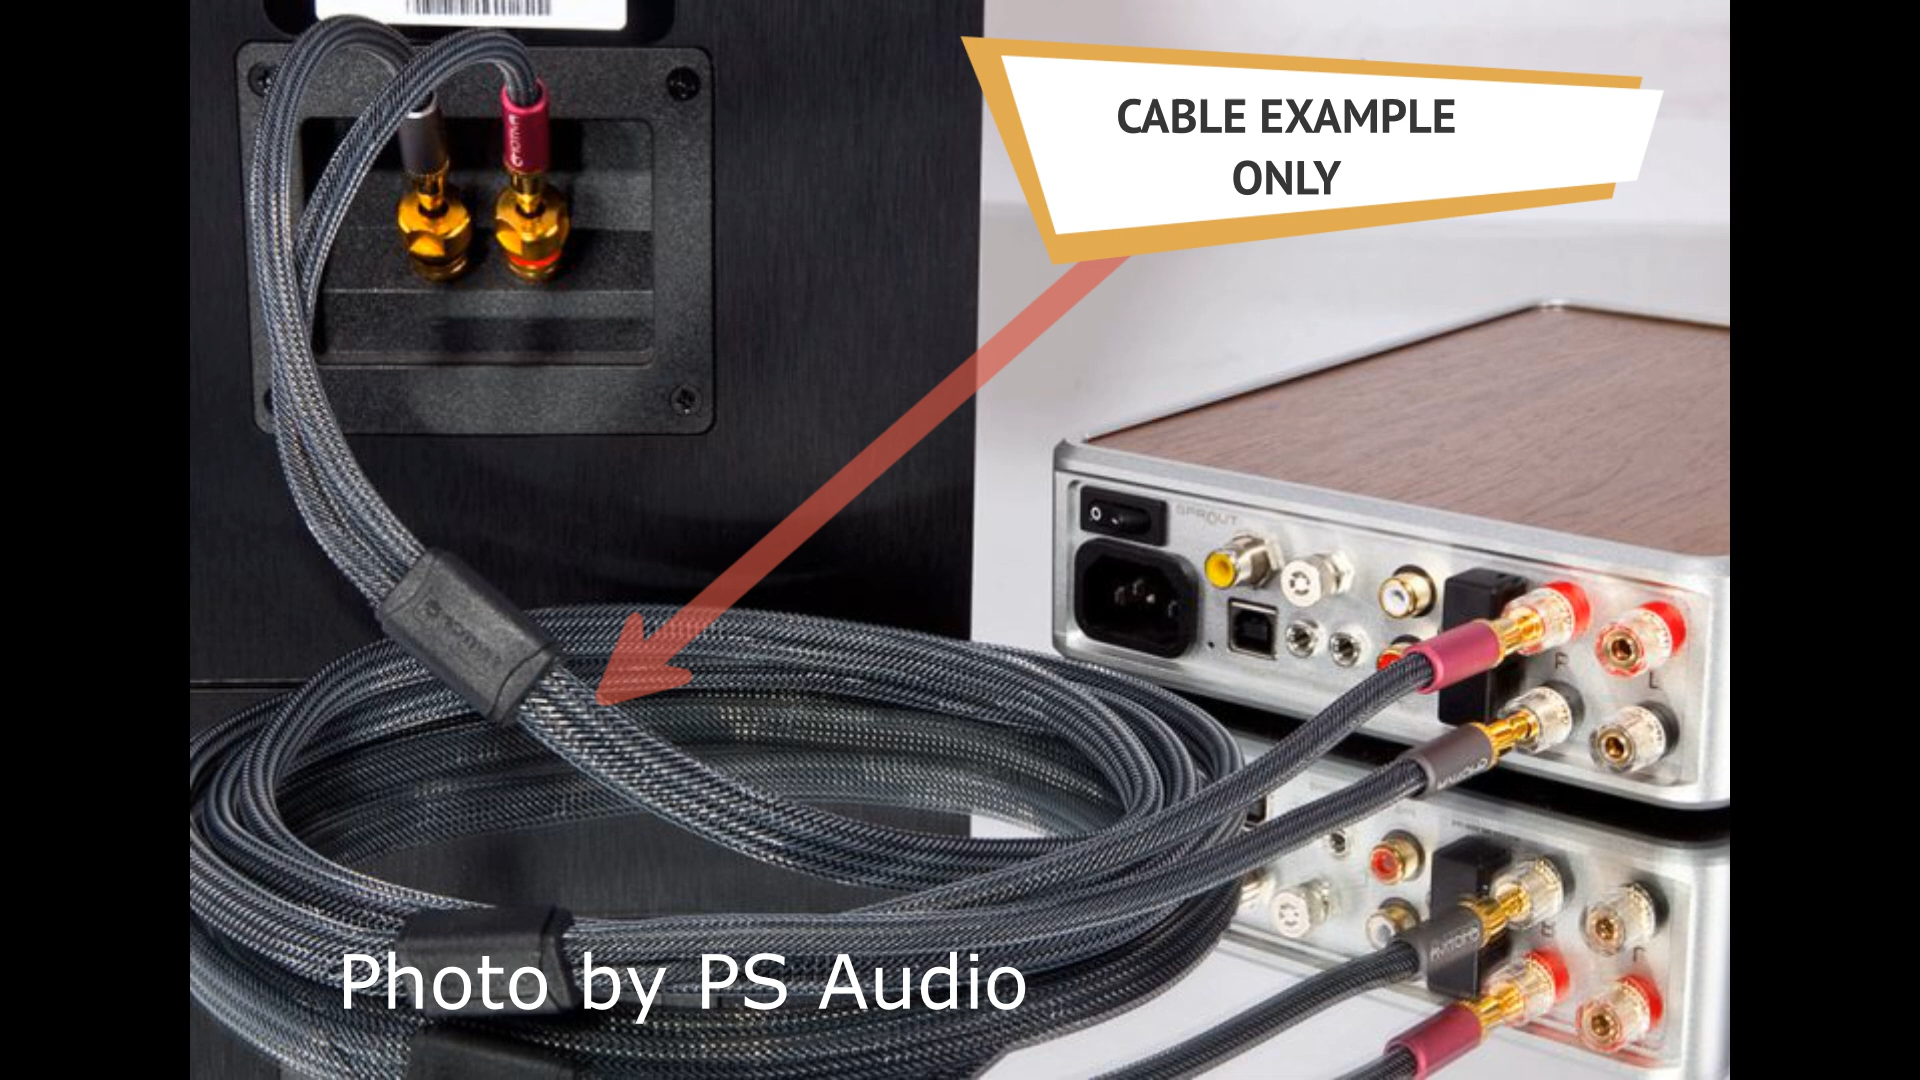 CABLE EXAMPLE
ONLY
SPROUT
R
L
Photo by PS Audio